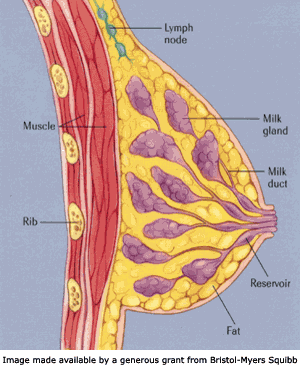 Lymph
node
Milk
gland
Muscle
Milk
duct
Rib
Reservoir
Fat
Image made available by a generous grant from Bristol-Myers Squibb